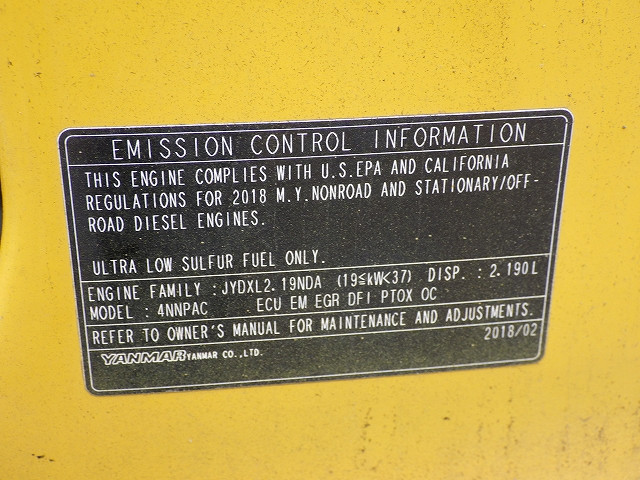 EMISSION CONTROL INFORMATION
THIS ENGINE COMPLIES WITH U.S.EPA AND CALIFORNIA
REGULATIONS FOR 2018 M.Y.NONROAD AND STATIONARY/OFF-
ROAD DIESEL ENGINES.
ULTRA LOW SULFUR FUEL ONLY.
ENGINE FAMILY : JYDXL2.19NDA (19≦kW<37) DISP. : 2.190L
MODEL : 4NNPAC ECU EM EGR DFI PTOX OC
REFER TO OWNER'S MANUAL FOR MAINTENANCE AND ADJUSTMENTS.
YANMAR YANMAR CO.,LTD. 2018/02